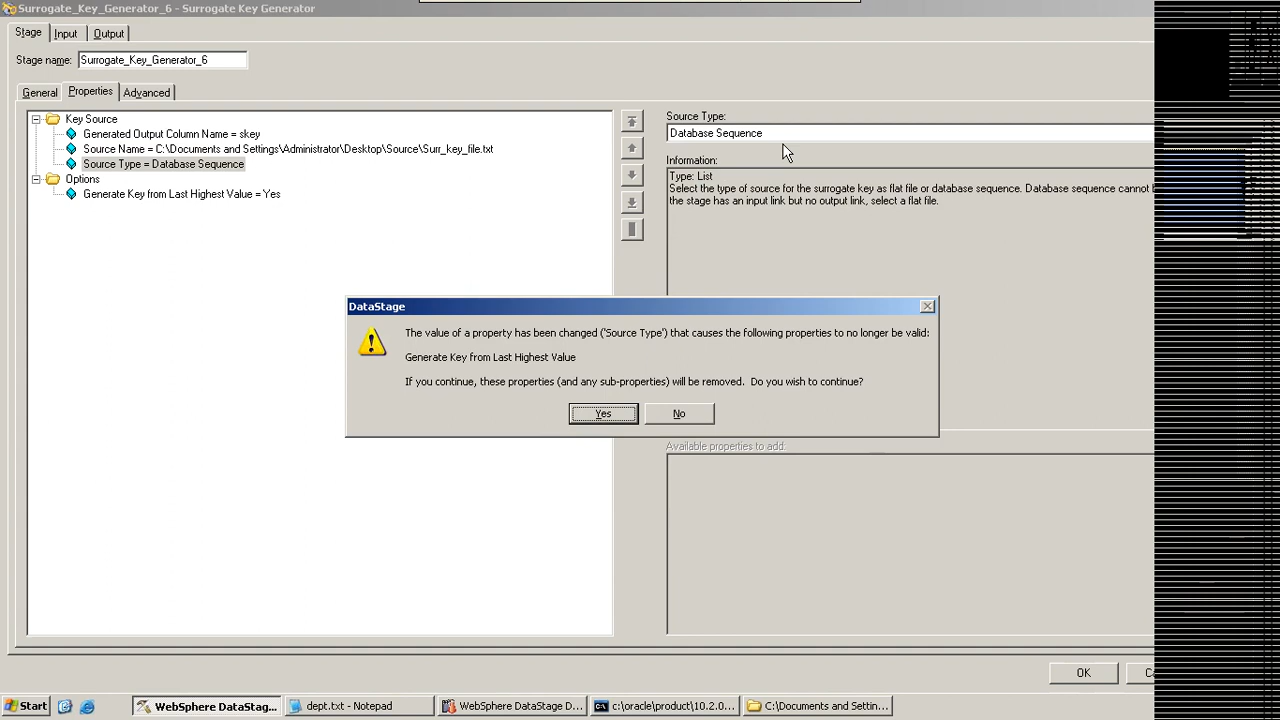 Surrogate_Key_Generator_6 - Surrogate Key Generator
Stage
Input
Output
Stage name:
Surrogate_Key_Generator_6
General
Properties
Advanced
Key Source
Generated Output Column Name = skey
Source Name = C:\Documents and Settings\Administrator\Desktop\Source\Surr_key_file.txt
Source Type = Database Sequence
Options
Generate Key from Last Highest Value = Yes
Source Type:
Database Sequence
Information:
Type: List
Select the type of source for the surrogate key as flat file or database sequence. Database sequence cannot
the stage has an input link but no output link, select a flat file.
DataStage
The value of a property has been changed ('Source Type') that causes the following properties to no longer be valid:
Generate Key from Last Highest Value
If you continue, these properties (and any sub-properties) will be removed. Do you wish to continue?
Yes
No
Available properties to add:
OK
Start
WebSphere DataStag...
dept.txt - Notepad
WebSphere DataStage D...
c:\oracle\product\10.2.0...
C:\Documents and Settin...